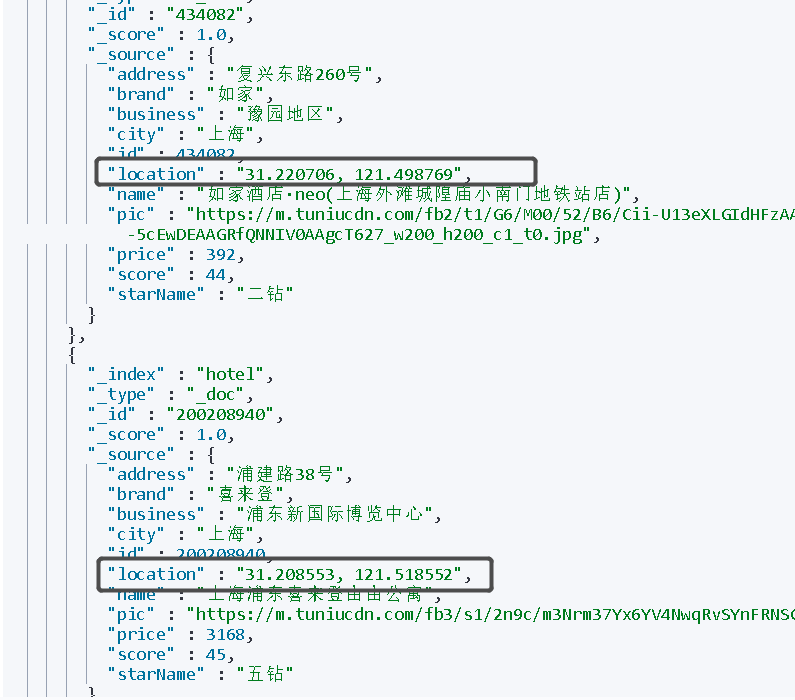 "_id" : "434082",
"_score" : 1.0,
"_source" : {
"address" : "复兴东路260号",
"brand" : "如家",
"business" : "豫园地区",
"city" : "上海",
"id" : 434082,
"location" : "31.220706, 121.498769",
"name" : "如家酒店·neo(上海外滩城隍庙小南门地铁站店)",
"pic" : "https://m.tuniucdn.com/fb2/t1/G6/M00/52/B6/Cii-U13eXLGIdHFzAA
-5cEwDEAAGRfQNNIV0AAgcT627_w200_h200_c1_t0.jpg",
"price" : 392,
"score" : 44,
"starName" : "二钻"
}
},
{
"_index" : "hotel",
"_type" : "_doc",
"_id" : "200208940",
"_score" : 1.0,
"_source" : {
"address" : "浦建路38号",
"brand" : "喜来登",
"business" : "浦东新国际博览中心",
"city" : "上海",
"id" : 200208940,
"location" : "31.208553, 121.518552",
"name" : "上海浦东喜来登由由公寓",
"pic" : "https://m.tuniucdn.com/fb3/s1/2n9c/m3Nrm37Yx6YV4NwqRvSYnFRNSC
"price" : 3168,
"score" : 45,
"starName" : "五钻"
}